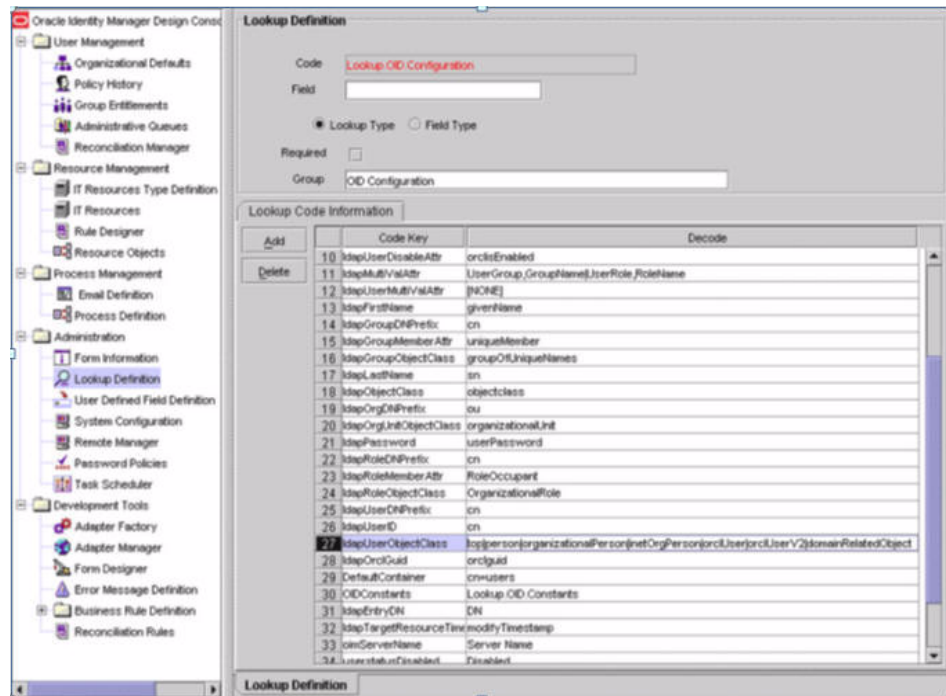 Oracle Identity Manager Design Conso
User Management
Organizational Defaults
Policy History
Group Entitlements
Administrative Queues
Reconciliation Manager
Resource Management
IT Resources Type Definition
IT Resources
Rule Designer
Resource Objects
Process Management
Email Definition
Process Definition
Administration
Form Information
Lookup Definition
User Defined Field Definition
System Configuration
Remote Manager
Password Policies
Task Scheduler
Development Tools
Adapter Factory
Adapter Manager
Form Designer
Error Message Definition
Business Rule Definition
Reconciliation Rules
Lookup Definition
Code Lookup.OID.Configuration
Field
Lookup Type Field Type
Required
Group OID Configuration
Lookup Code Information
Add
Delete
Code Key Decode
10 ldapUserDisableAttr orclisEnabled
11 ldapMultiValAttr UserGroup,GroupName|UserRole,RoleName
12 ldapUserMultiValAttr [NONE]
13 ldapFirstName givenName
14 ldapGroupDNPrefix cn
15 ldapGroupMemberAttr uniqueMember
16 ldapGroupObjectClass groupOfUniqueNames
17 ldapLastName sn
18 ldapObjectClass objectclass
19 ldapOrgDNPrefix ou
20 ldapOrgUnitObjectClass organizationalUnit
21 ldapPassword userPassword
22 ldapRoleDNPrefix cn
23 ldapRoleMemberAttr RoleOccupant
24 ldapRoleObjectClass OrganizationalRole
25 ldapUserDNPrefix cn
26 ldapUserID cn
27 ldapUserObjectClass top|person|organizationalPerson|inetOrgPerson|orclUser|orclUserV2|domainRelatedObject
28 ldapOrclGuid orclguid
29 DefaultContainer cn=users
30 OIDConstants Lookup.OID.Constants
31 ldapEntryDN DN
32 ldapTargetResourceTime modifyTimestamp
33 oimServerName Server Name
34 userstatusDisabled Disabled
Lookup Definition